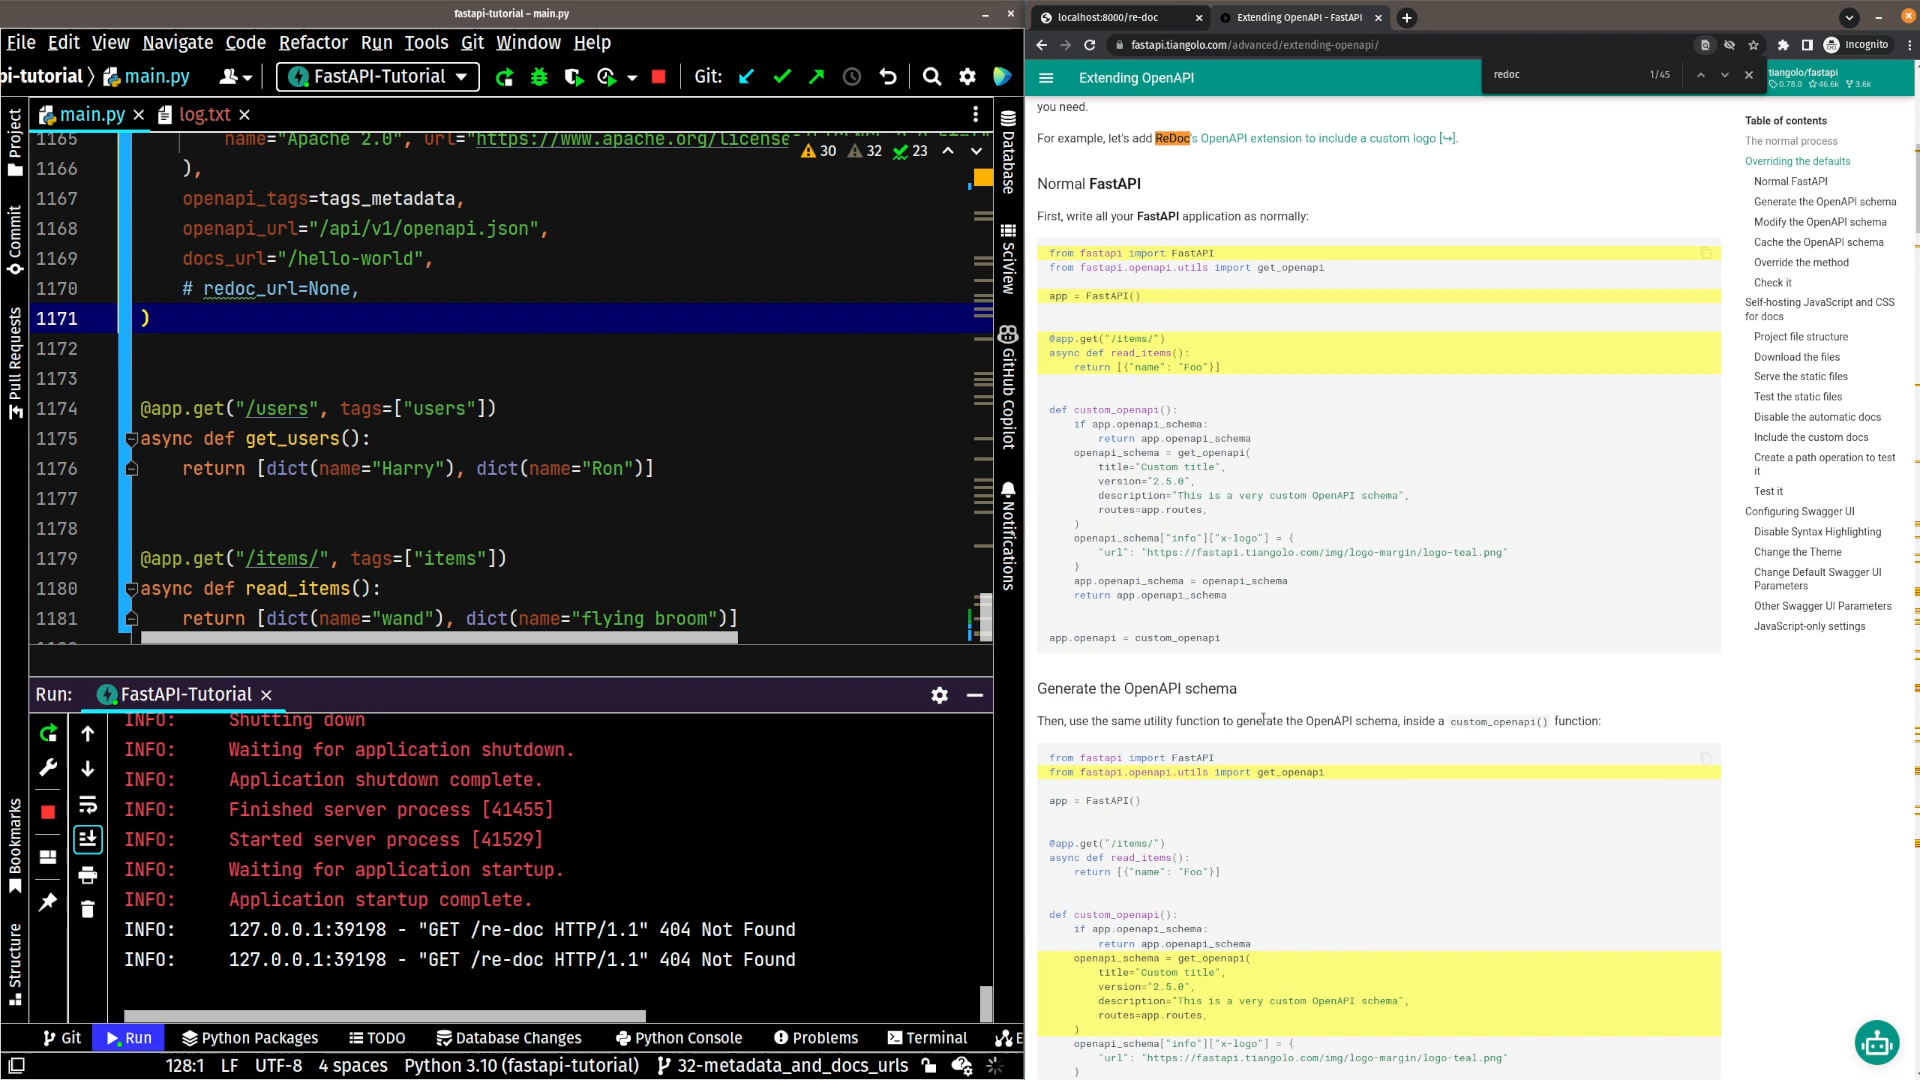 fastapi-tutorial – main.py
File Edit View Navigate Code Refactor Run Tools Git Window Help
pi-tutorial main.py FastAPI-Tutorial Git:
main.py log.txt
1165 name="Apache 2.0", url="https://www.apache.org/license
30 32 23
1166 ),
1167 openapi_tags=tags_metadata,
1168 openapi_url="/api/v1/openapi.json",
1169 docs_url="/hello-world",
1170 # redoc_url=None,
1171 )
1172
1173
1174 @app.get("/users", tags=["users"])
1175 async def get_users():
1176 return [dict(name="Harry"), dict(name="Ron")]
1177
1178
1179 @app.get("/items/", tags=["items"])
1180 async def read_items():
1181 return [dict(name="wand"), dict(name="flying broom")]
Project
Commit
Pull Requests
Bookmarks
Structure
Database
SciView
GitHub Copilot
Notifications
Run: FastAPI-Tutorial
INFO: Shutting down
INFO: Waiting for application shutdown.
INFO: Application shutdown complete.
INFO: Finished server process [41455]
INFO: Started server process [41529]
INFO: Waiting for application startup.
INFO: Application startup complete.
INFO: 127.0.0.1:39198 - "GET /re-doc HTTP/1.1" 404 Not Found
INFO: 127.0.0.1:39198 - "GET /re-doc HTTP/1.1" 404 Not Found
Git Run Python Packages TODO Database Changes Python Console Problems Terminal E
128:1 LF UTF-8 4 spaces Python 3.10 (fastapi-tutorial) 32-metadata_and_docs_urls
localhost:8000/re-doc Extending OpenAPI - FastAPI
fastapi.tiangolo.com/advanced/extending-openapi/ Incognito
Extending OpenAPI
redoc 1/45
tiangolo/fastapi
0.78.0 46.6k 3.6k
you need.
For example, let's add ReDoc's OpenAPI extension to include a custom logo [↪].
Normal FastAPI
First, write all your FastAPI application as normally:
from fastapi import FastAPI
from fastapi.openapi.utils import get_openapi
app = FastAPI()
@app.get("/items/")
async def read_items():
return [{"name": "Foo"}]
def custom_openapi():
if app.openapi_schema:
return app.openapi_schema
openapi_schema = get_openapi(
title="Custom title",
version="2.5.0",
description="This is a very custom OpenAPI schema",
routes=app.routes,
)
openapi_schema["info"]["x-logo"] = {
"url": "https://fastapi.tiangolo.com/img/logo-margin/logo-teal.png"
}
app.openapi_schema = openapi_schema
return app.openapi_schema
app.openapi = custom_openapi
Generate the OpenAPI schema
Then, use the same utility function to generate the OpenAPI schema, inside a custom_openapi() function:
from fastapi import FastAPI
from fastapi.openapi.utils import get_openapi
app = FastAPI()
@app.get("/items/")
async def read_items():
return [{"name": "Foo"}]
def custom_openapi():
if app.openapi_schema:
return app.openapi_schema
openapi_schema = get_openapi(
title="Custom title",
version="2.5.0",
description="This is a very custom OpenAPI schema",
routes=app.routes,
)
openapi_schema["info"]["x-logo"] = {
"url": "https://fastapi.tiangolo.com/img/logo-margin/logo-teal.png"
}
Table of contents
The normal process
Overriding the defaults
Normal FastAPI
Generate the OpenAPI schema
Modify the OpenAPI schema
Cache the OpenAPI schema
Override the method
Check it
Self-hosting JavaScript and CSS
for docs
Project file structure
Download the files
Serve the static files
Test the static files
Disable the automatic docs
Include the custom docs
Create a path operation to test
it
Test it
Configuring Swagger UI
Disable Syntax Highlighting
Change the Theme
Change Default Swagger UI
Parameters
Other Swagger UI Parameters
JavaScript-only settings